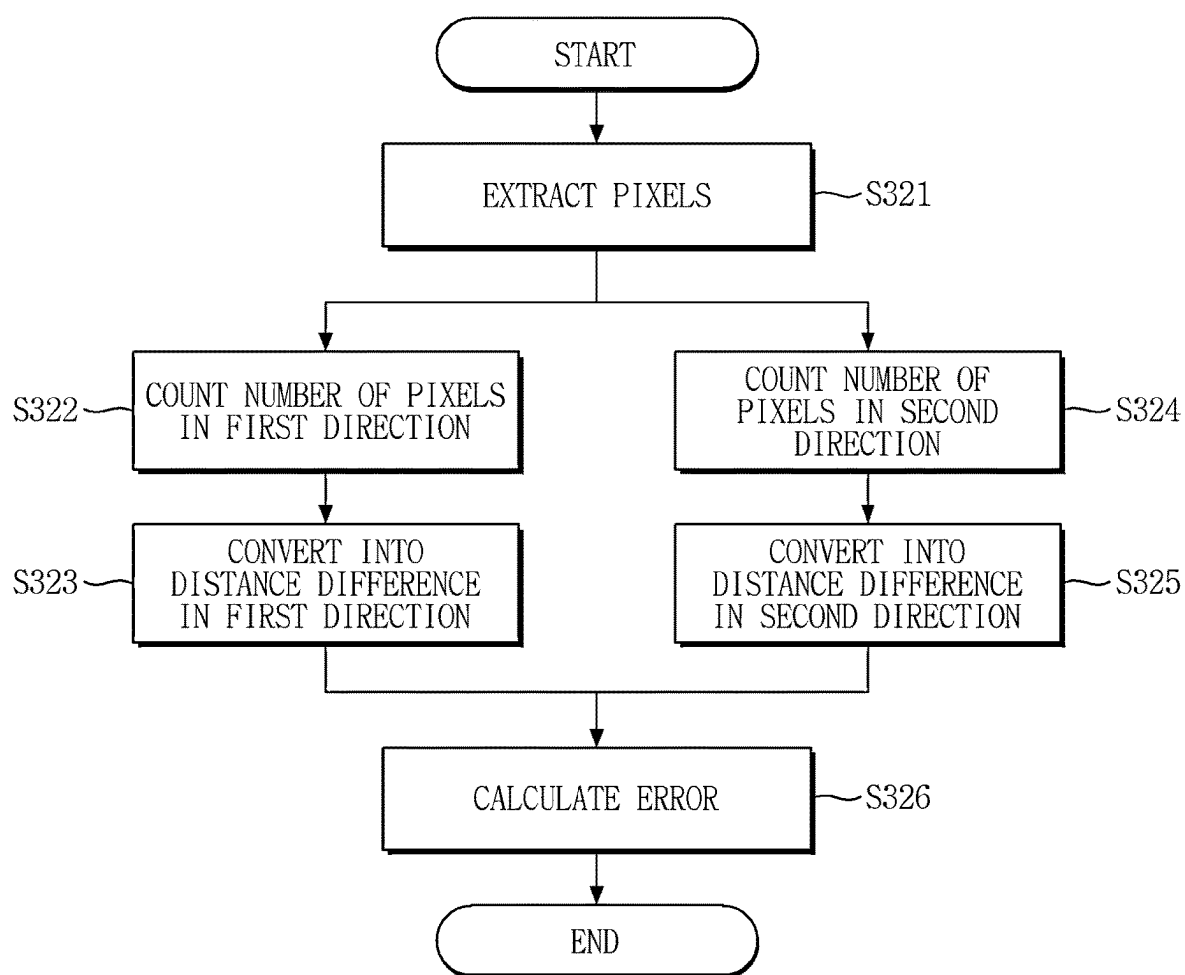 START
EXTRACT PIXELS
S321
COUNT NUMBER OF PIXELS
IN FIRST DIRECTION
S322
COUNT NUMBER OF
PIXELS IN SECOND
DIRECTION
S324
CONVERT INTO
DISTANCE DIFFERENCE
IN FIRST DIRECTION
S323
CONVERT INTO
DISTANCE DIFFERENCE
IN SECOND DIRECTION
S325
CALCULATE ERROR
S326
END